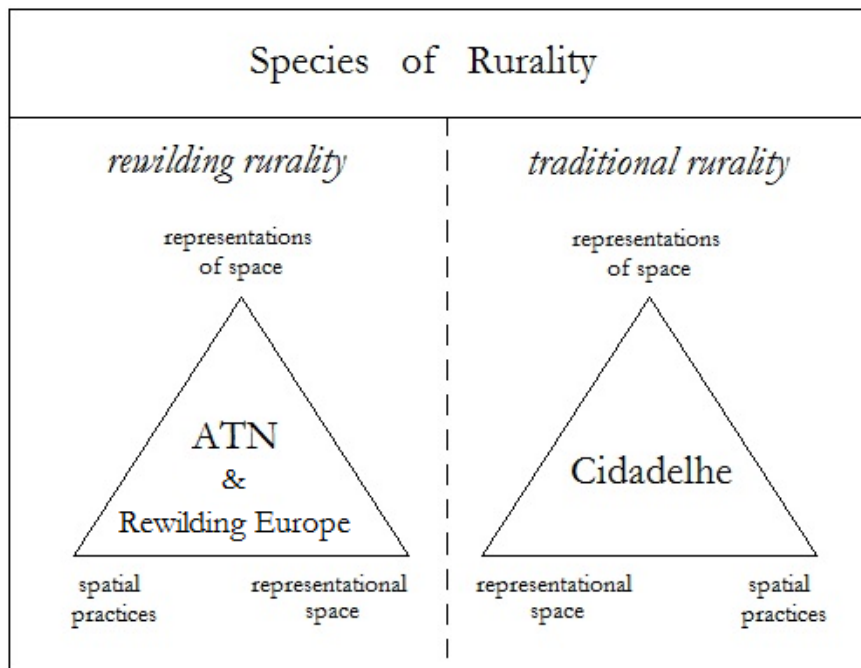 Species of Rurality
rewilding rurality
representations
of space
ATN
&
Rewilding Europe
spatial
practices
representational
space
traditional rurality
representations
of space
Cidadelhe
representational
space
spatial
practices